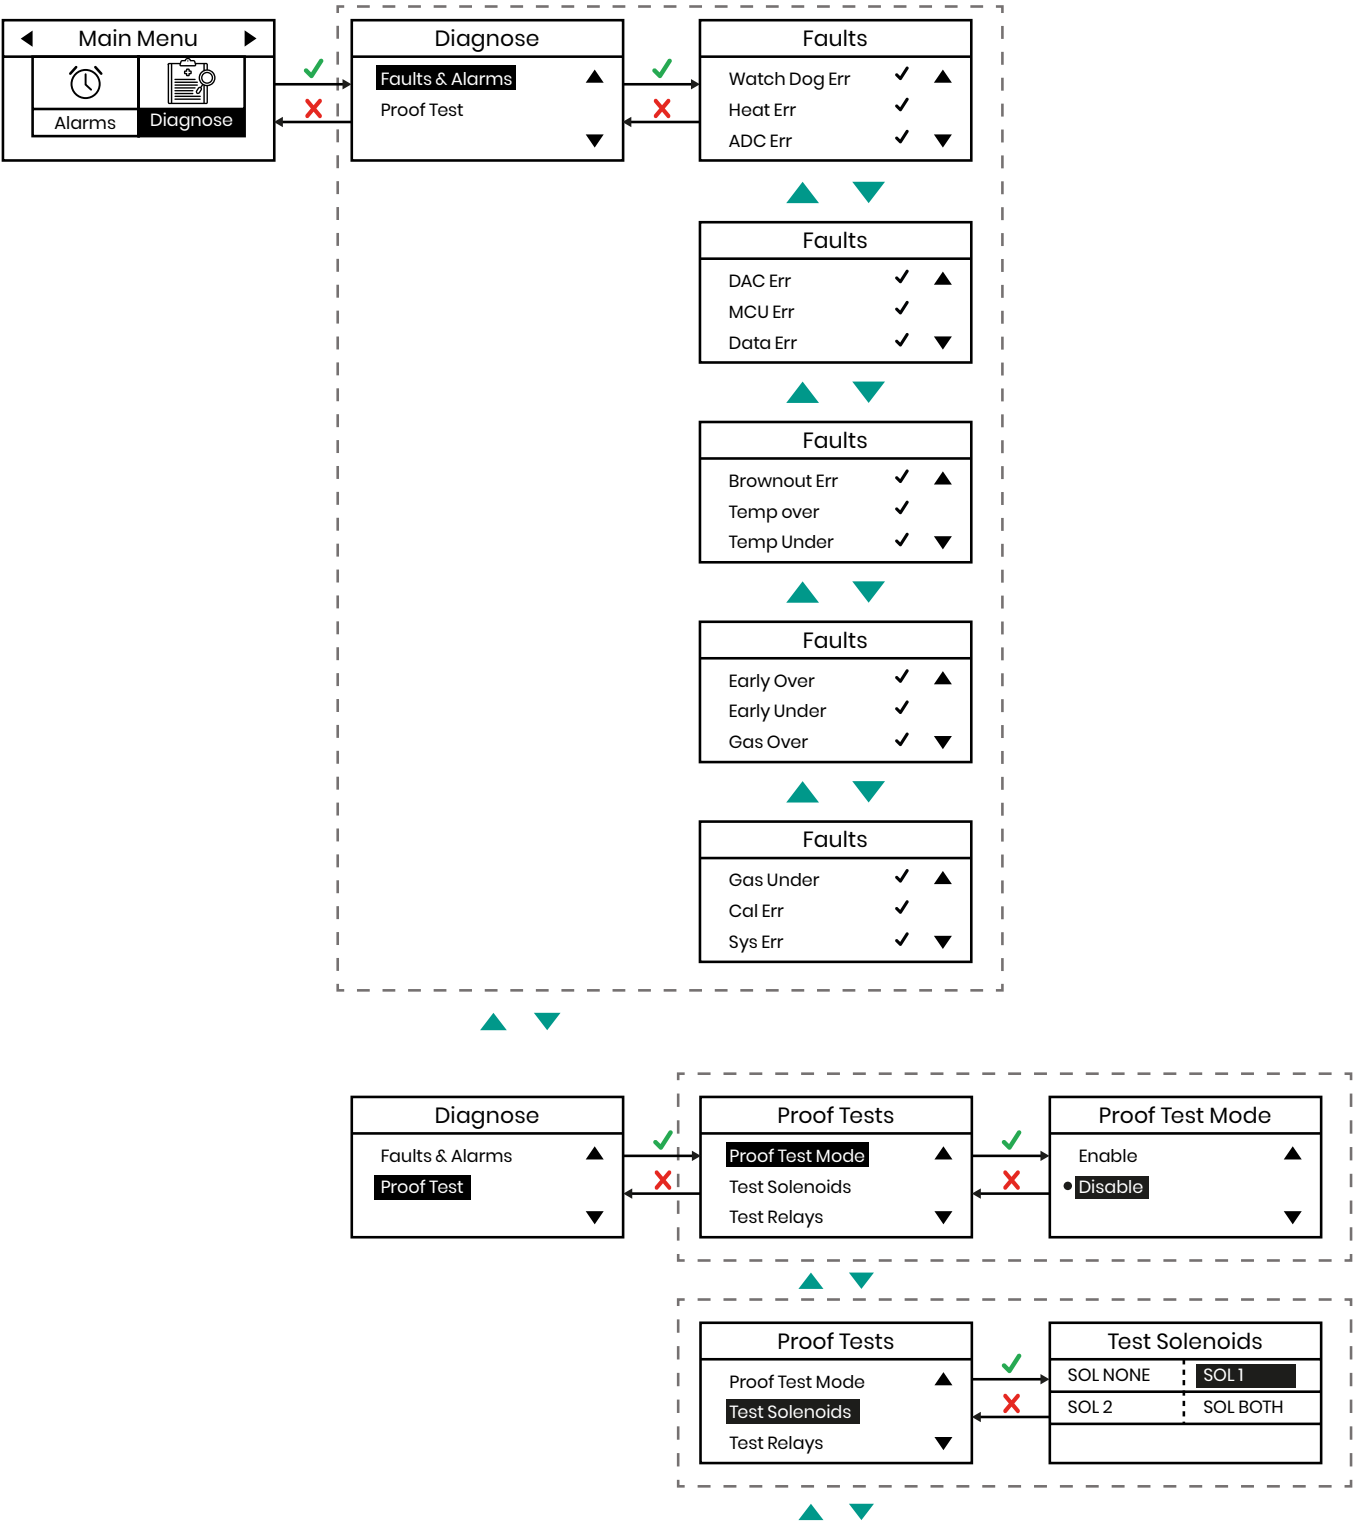 Main Menu
Alarms
Diagnose
Diagnose
Faults & Alarms
Proof Test
Faults
Watch Dog Err
Heat Err
ADC Err
Faults
DAC Err
MCU Err
Data Err
Faults
Brownout Err
Temp over
Temp Under
Faults
Early Over
Early Under
Gas Over
Faults
Gas Under
Cal Err
Sys Err
Diagnose
Faults & Alarms
Proof Test
Proof Tests
Proof Test Mode
Test Solenoids
Test Relays
Proof Test Mode
Enable
Disable
Proof Tests
Proof Test Mode
Test Solenoids
Test Relays
Test Solenoids
SOL NONE SOL 1
SOL 2 SOL BOTH